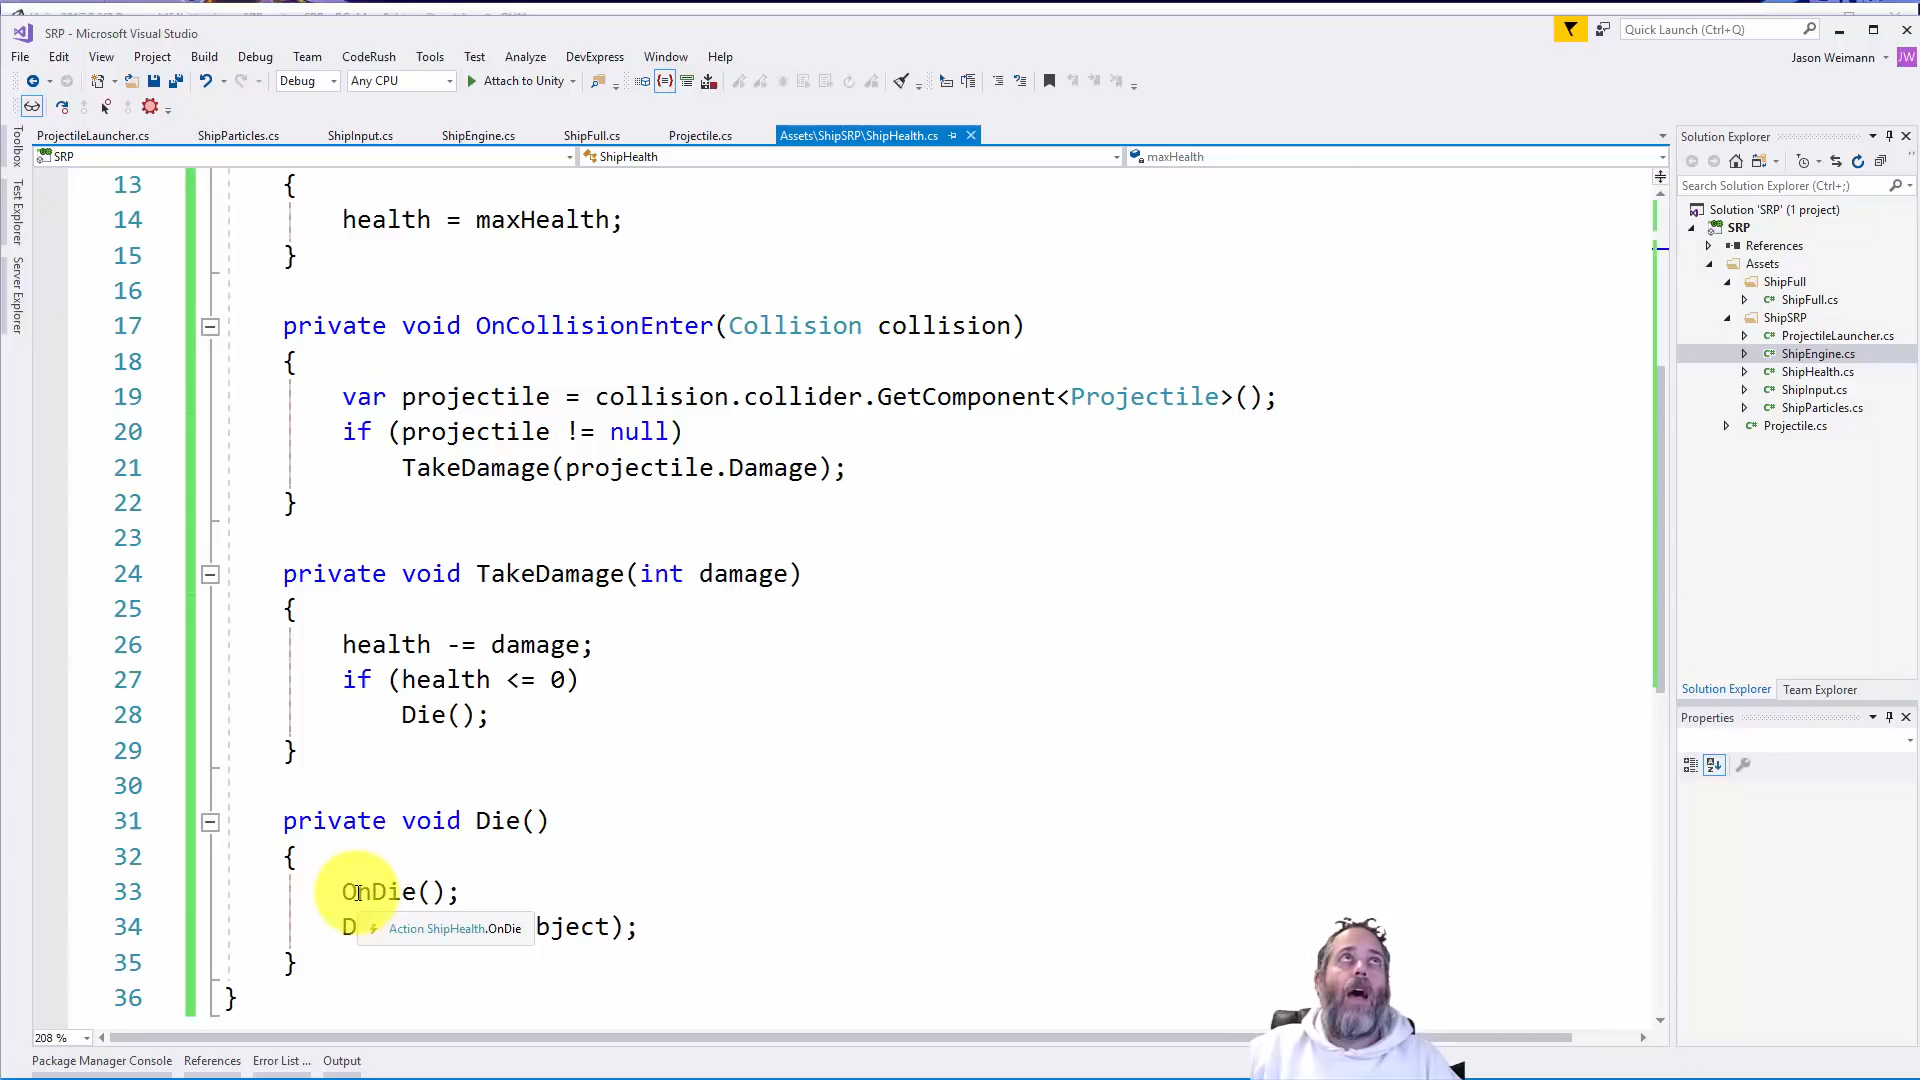 SRP - Microsoft Visual Studio
Quick Launch (Ctrl+Q)
File Edit View Project Build Debug Team CodeRush Tools Test Analyze DevExpress Window Help
Jason Weimann JW
Debug Any CPU Attach to Unity
ProjectileLauncher.cs ShipParticles.cs ShipInput.cs ShipEngine.cs ShipFull.cs Projectile.cs Assets\ShipSRP\ShipHealth.cs
SRP ShipHealth maxHealth
Toolbox
Test Explorer
Server Explorer
13 {
14 health = maxHealth;
15 }
16
17 private void OnCollisionEnter(Collision collision)
18 {
19 var projectile = collision.collider.GetComponent<Projectile>();
20 if (projectile != null)
21 TakeDamage(projectile.Damage);
22 }
23
24 private void TakeDamage(int damage)
25 {
26 health -= damage;
27 if (health <= 0)
28 Die();
29 }
30
31 private void Die()
32 {
33 OnDie();
34 D bject);
Action ShipHealth.OnDie
35 }
36 }
208 %
Package Manager Console References Error List ... Output
Solution Explorer
Search Solution Explorer (Ctrl+;)
Solution 'SRP' (1 project)
SRP
References
Assets
ShipFull
ShipFull.cs
ShipSRP
ProjectileLauncher.cs
ShipEngine.cs
ShipHealth.cs
ShipInput.cs
ShipParticles.cs
Projectile.cs
Solution Explorer Team Explorer
Properties